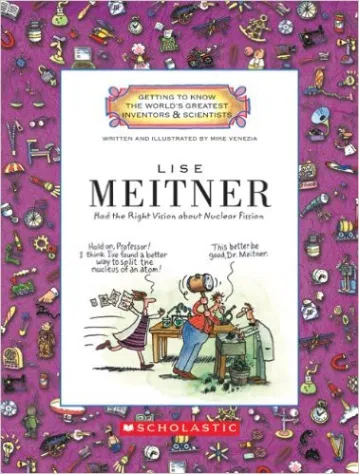 GETTING TO KNOW
THE WORLD'S GREATEST
INVENTORS & SCIENTISTS
WRITTEN AND ILLUSTRATED BY MIKE VENEZIA
LISE
MEITNER
Had the Right Vision about Nuclear Fission
Hold on, Professor!
I think I've found a better
way to split the
nucleus of an atom!
This better be
good, Dr. Meitner.
SCHOLASTIC